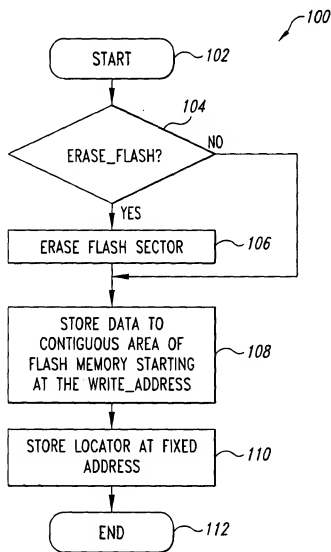 100
START
102
104
ERASE_FLASH?
NO
YES
ERASE FLASH SECTOR
106
STORE DATA TO
CONTIGUOUS AREA OF
FLASH MEMORY STARTING
AT THE WRITE_ADDRESS
108
STORE LOCATOR AT FIXED
ADDRESS
110
END
112